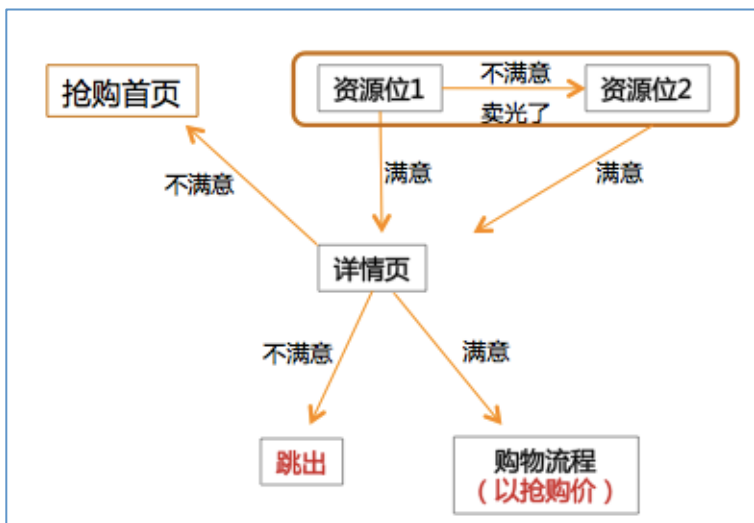 抢购首页
资源位1
不满意
卖光了
资源位2
不满意
满意
满意
详情页
不满意
满意
跳出
购物流程
（以抢购价）